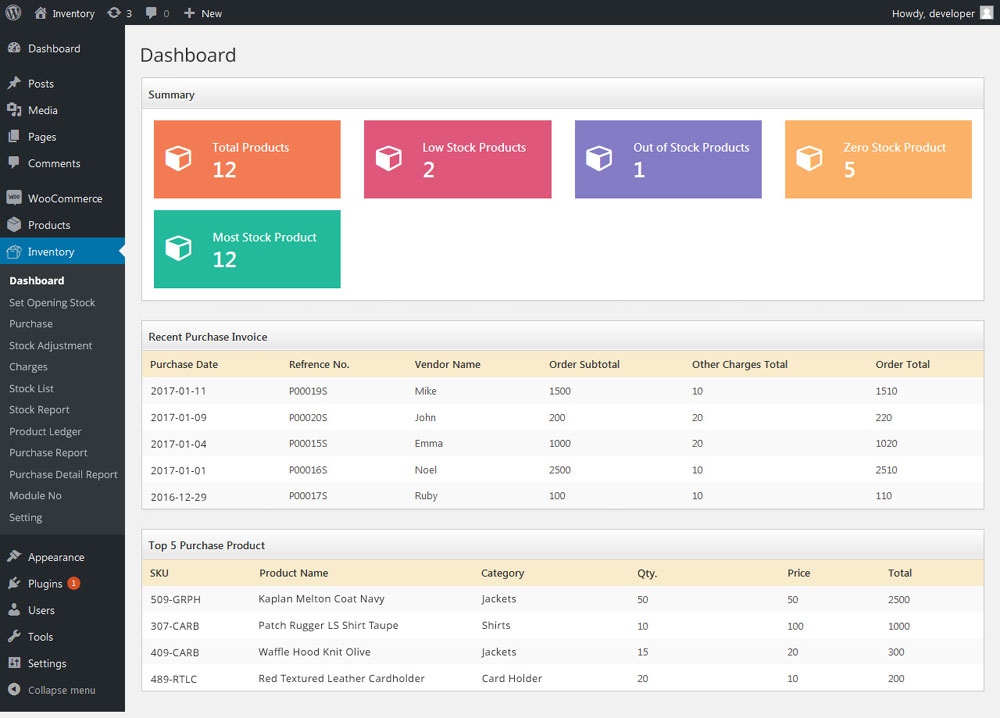 Inventory 3 0 New Howdy, developer
Dashboard
Posts
Media
Pages
Comments
WooCommerce
Products
Inventory
Dashboard
Set Opening Stock
Purchase
Stock Adjustment
Charges
Stock List
Stock Report
Product Ledger
Purchase Report
Purchase Detail Report
Module No
Setting
Appearance
Plugins 1
Users
Tools
Settings
Collapse menu
Dashboard
Summary
Total Products
12
Low Stock Products
2
Out of Stock Products
1
Zero Stock Product
5
Most Stock Product
12
Recent Purchase Invoice
Purchase Date Refrence No. Vendor Name Order Subtotal Other Charges Total Order Total
2017-01-11 P00019S Mike 1500 10 1510
2017-01-09 P00020S John 200 20 220
2017-01-04 P00015S Emma 1000 20 1020
2017-01-01 P00016S Noel 2500 10 2510
2016-12-29 P00017S Ruby 100 10 110
Top 5 Purchase Product
SKU Product Name Category Qty. Price Total
509-GRPH Kaplan Melton Coat Navy Jackets 50 50 2500
307-CARB Patch Rugger LS Shirt Taupe Shirts 10 100 1000
409-CARB Waffle Hood Knit Olive Jackets 15 20 300
489-RTLC Red Textured Leather Cardholder Card Holder 20 10 200